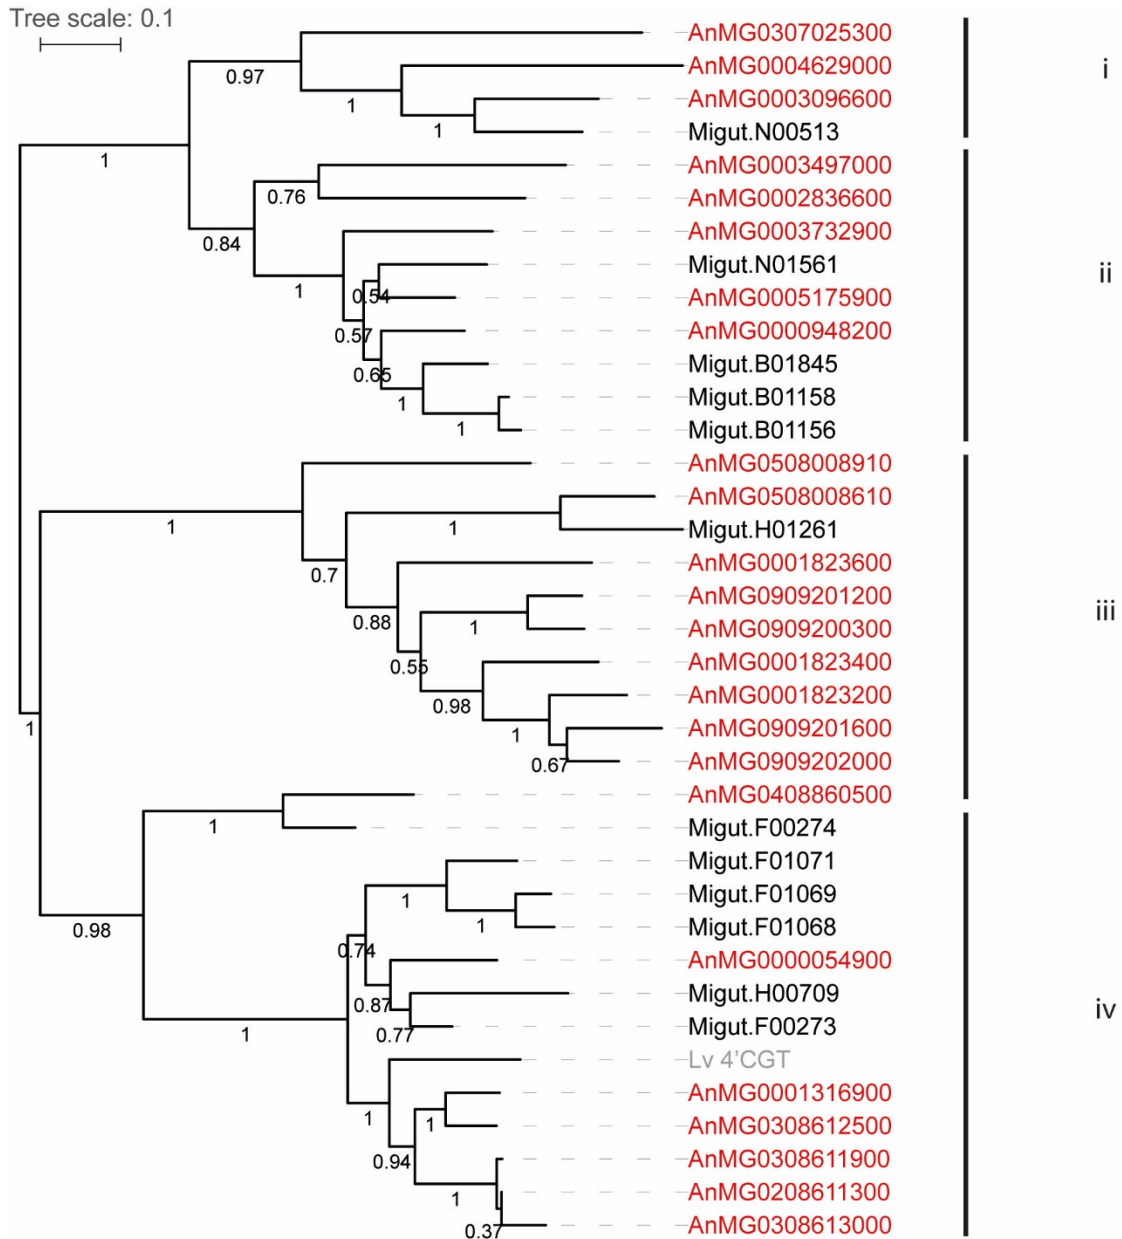 Tree scale: 0.1
AnMG0307025300
AnMG0004629000
i
0.97
AnMG0003096600
1
Migut.N00513
1
1
AnMG0003497000
0.76
AnMG0002836600
AnMG0003732900
0.84
Migut.N01561
ii
1
0.54
AnMG0005175900
AnMG0000948200
0.57
Migut.B01845
0.65
Migut.B01158
1
Migut.B01156
1
AnMG0508008910
AnMG0508008610
1
1
Migut.H01261
AnMG0001823600
0.7
AnMG0909201200
iii
0.88
1
AnMG0909200300
AnMG0001823400
0.55
AnMG0001823200
0.98
AnMG0909201600
1
1
AnMG0909202000
0.67
AnMG0408860500
1
Migut.F00274
Migut.F01071
Migut.F01069
1
Migut.F01068
1
0.98
0.74
AnMG0000054900
Migut.H00709
0.87
iv
Migut.F00273
1
0.77
Lv 4’CGT
AnMG0001316900
1
1
AnMG0308612500
AnMG0308611900
0.94
AnMG0208611300
1
AnMG0308613000
0.37